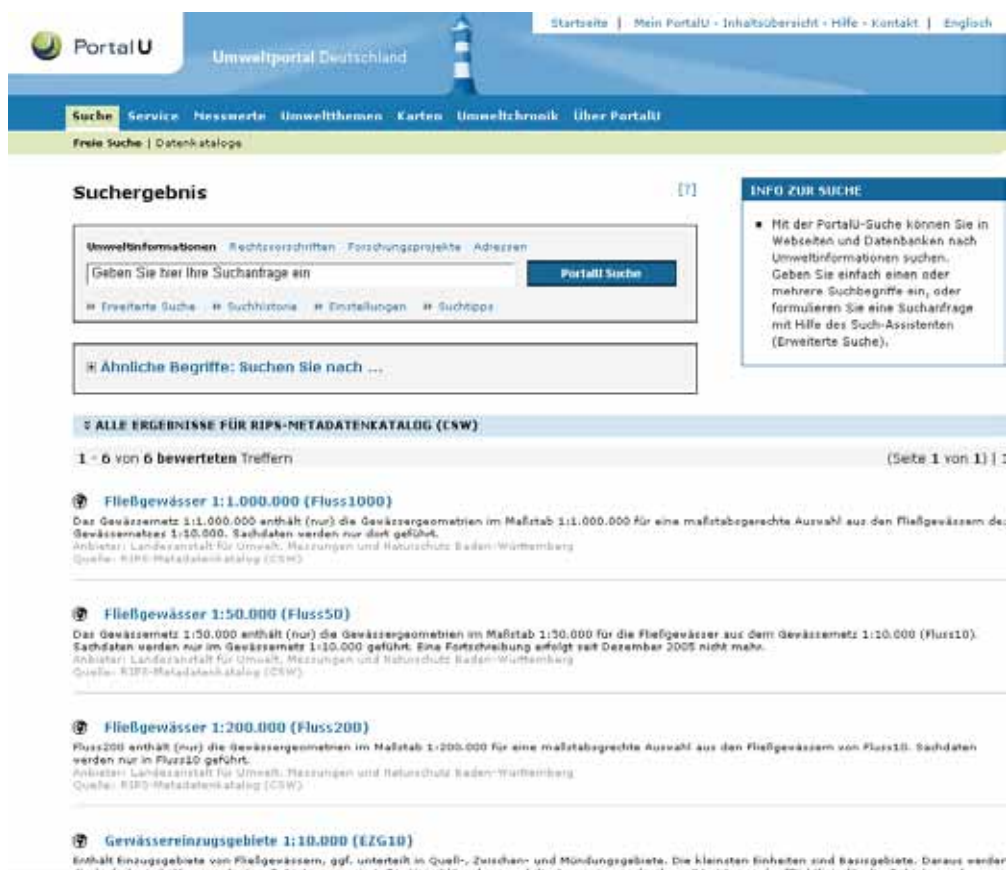 Startseite | Mein PortalU - Inhaltsübersicht - Hilfe - Kontakt | Englisch
PortalU
Umweltportal Deutschland
Suche Service Messwerte Umweltthemen Karten Umweltchronik Über PortalU
Freie Suche | Datenkataloge
Suchergebnis [?]
Umweltinformationen Rechtsvorschriften Forschungsprojekte Adressen
Geben Sie hier Ihre Suchanfrage ein PortalU Suche
Erweiterte Suche Suchhistorie Einstellungen Suchtipps
Ähnliche Begriffe: Suchen Sie nach ...
INFO ZUR SUCHE
Mit der PortalU-Suche können Sie in
Webseiten und Datenbanken nach
Umweltinformationen suchen.
Geben Sie einfach einen oder
mehrere Suchbegriffe ein, oder
formulieren Sie eine Suchanfrage
mit Hilfe des Such-Assistenten
(Erweiterte Suche).
ALLE ERGEBNISSE FÜR RIPS-METADATENKATALOG (CSW)
1 - 6 von 6 bewerteten Treffern (Seite 1 von 1) | 1
Fließgewässer 1:1.000.000 (Fluss1000)
Das Gewässernetz 1:1.000.000 enthält (nur) die Gewässergeometrien im Maßstab 1:1.000.000 für eine maßstabsgerechte Auswahl aus den Fließgewässern des
Gewässernetzes 1:10.000. Sachdaten werden nur dort geführt.
Anbieter: Landesanstalt für Umwelt, Messungen und Naturschutz Baden-Württemberg
Quelle: RIPS-Metadatenkatalog (CSW)
Fließgewässer 1:50.000 (Fluss50)
Das Gewässernetz 1:50.000 enthält (nur) die Gewässergeometrien im Maßstab 1:50.000 für die Fließgewässer aus dem Gewässernetz 1:10.000 (Fluss10).
Sachdaten werden nur im Gewässernetz 1:10.000 geführt. Eine Fortschreibung erfolgt seit Dezember 2005 nicht mehr.
Anbieter: Landesanstalt für Umwelt, Messungen und Naturschutz Baden-Württemberg
Quelle: RIPS-Metadatenkatalog (CSW)
Fließgewässer 1:200.000 (Fluss200)
Fluss200 enthält (nur) die Gewässergeometrien im Maßstab 1:200.000 für eine maßstabsgrechte Auswahl aus den Fließgewässern von Fluss10. Sachdaten
werden nur in Fluss10 geführt.
Anbieter: Landesanstalt für Umwelt, Messungen und Naturschutz Baden-Württemberg
Quelle: RIPS-Metadatenkatalog (CSW)
Gewässereinzugsgebiete 1:10.000 (EZG10)
Enthält Einzugsgebiete von Fließgewässern, ggf. unterteilt in Quell-, Zwischen- und Mündungsgebiete. Die kleinsten Einheiten sind Basisgebiete. Daraus werden